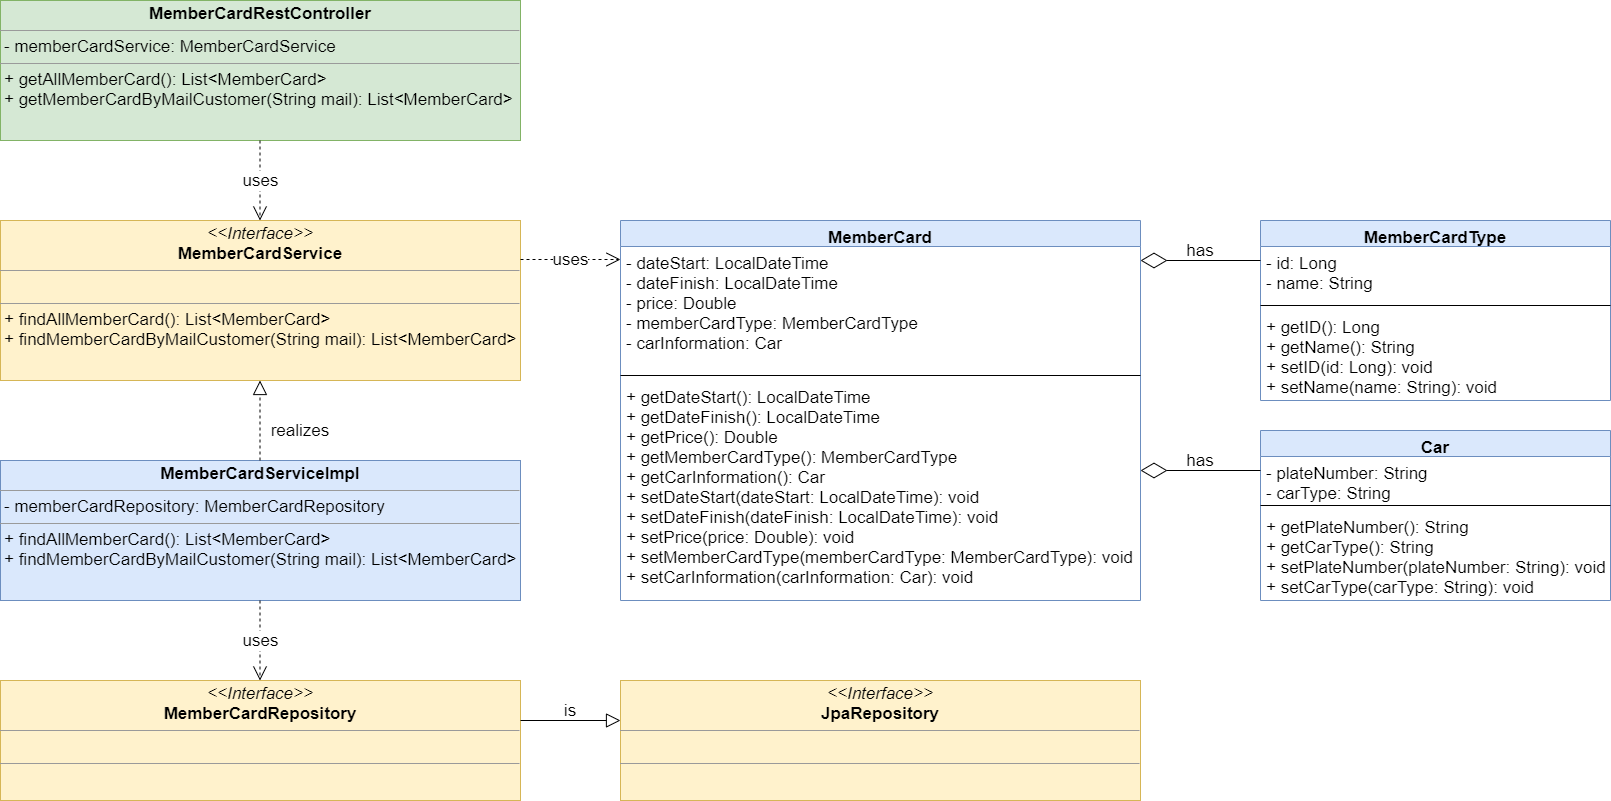 MemberCardRestController
- memberCardService: MemberCardService
+ getAllMemberCard(): List<MemberCard>
+ getMemberCardByMailCustomer(String mail): List<MemberCard>
uses
<<Interface>>
MemberCardService
+ findAllMemberCard(): List<MemberCard>
+ findMemberCardByMailCustomer(String mail): List<MemberCard>
uses
realizes
MemberCardServiceImpl
- memberCardRepository: MemberCardRepository
+ findAllMemberCard(): List<MemberCard>
+ findMemberCardByMailCustomer(String mail): List<MemberCard>
uses
<<Interface>>
MemberCardRepository
is
<<Interface>>
JpaRepository
MemberCard
- dateStart: LocalDateTime
- dateFinish: LocalDateTime
- price: Double
- memberCardType: MemberCardType
- carInformation: Car
+ getDateStart(): LocalDateTime
+ getDateFinish(): LocalDateTime
+ getPrice(): Double
+ getMemberCardType(): MemberCardType
+ getCarInformation(): Car
+ setDateStart(dateStart: LocalDateTime): void
+ setDateFinish(dateFinish: LocalDateTime): void
+ setPrice(price: Double): void
+ setMemberCardType(memberCardType: MemberCardType): void
+ setCarInformation(carInformation: Car): void
has
MemberCardType
- id: Long
- name: String
+ getID(): Long
+ getName(): String
+ setID(id: Long): void
+ setName(name: String): void
has
Car
- plateNumber: String
- carType: String
+ getPlateNumber(): String
+ getCarType(): String
+ setPlateNumber(plateNumber: String): void
+ setCarType(carType: String): void